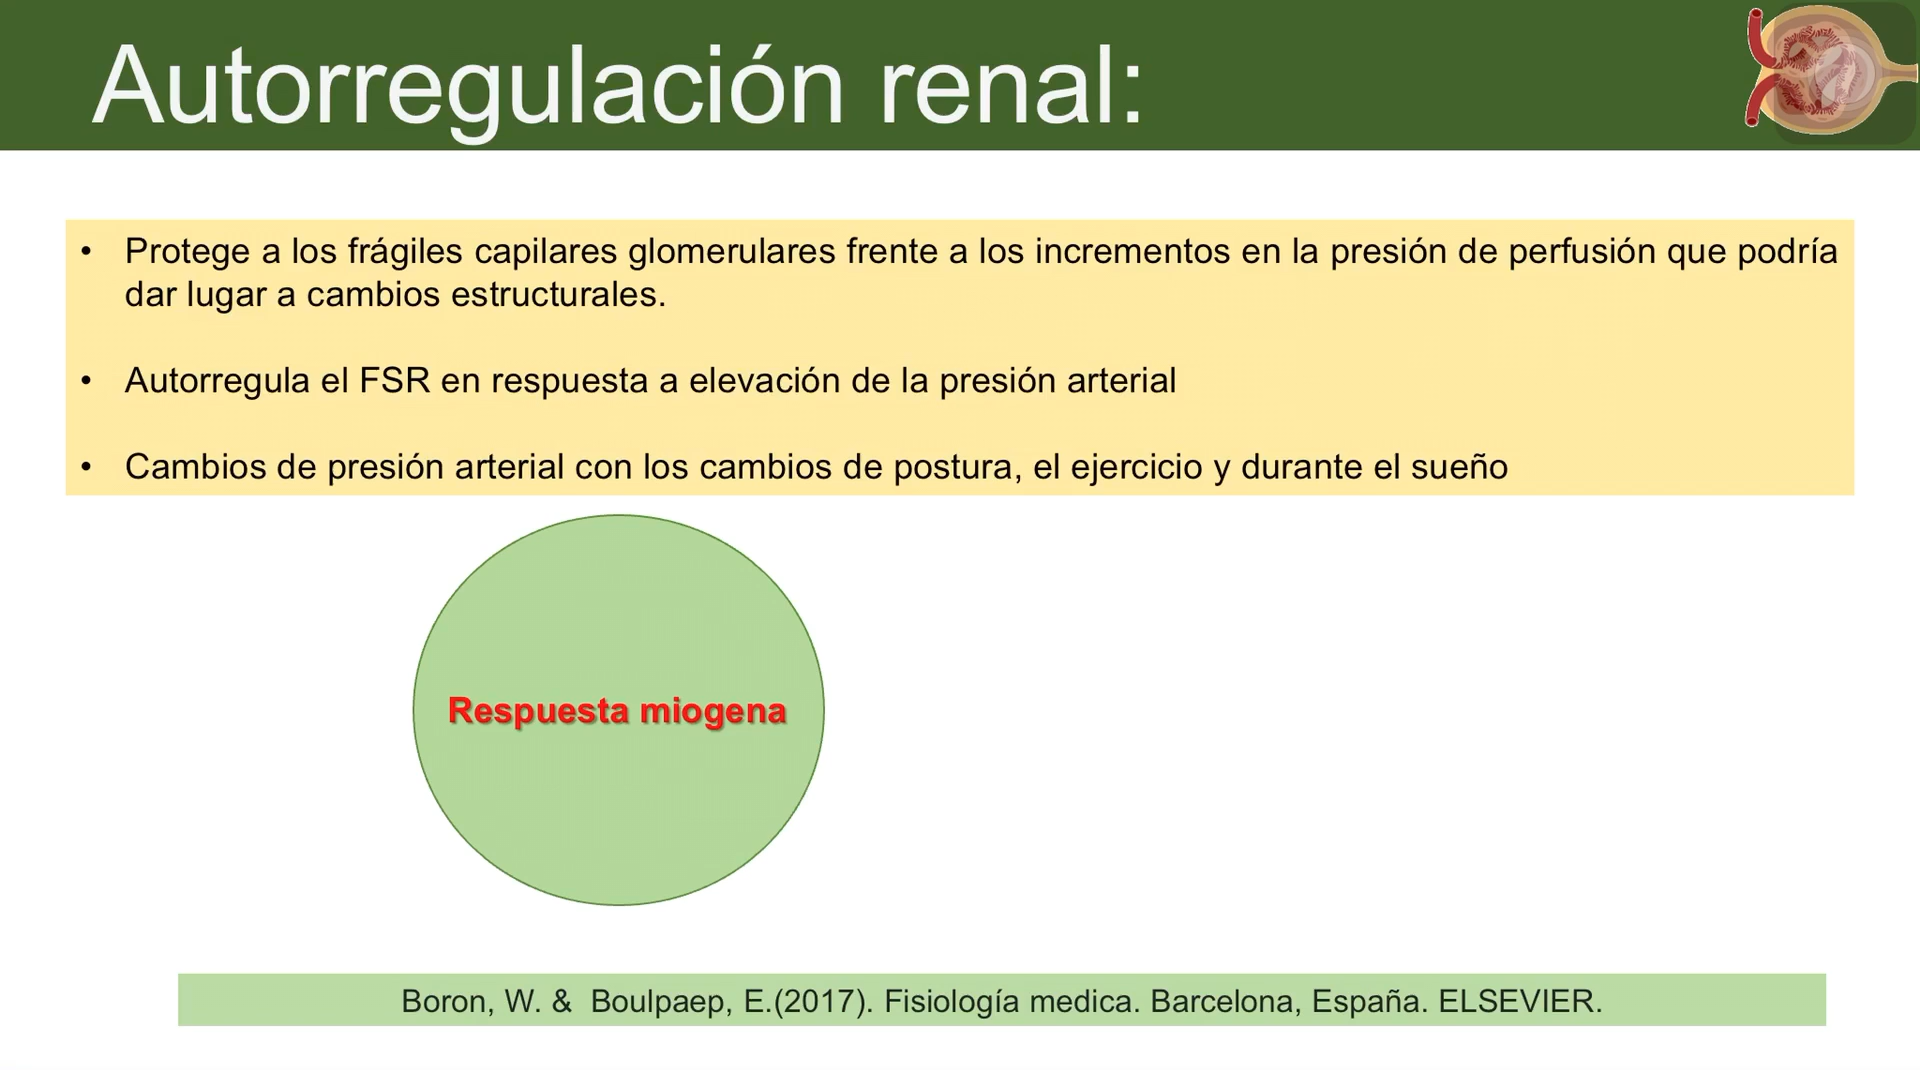 Autorregulación renal:
• Protege a los frágiles capilares glomerulares frente a los incrementos en la presión de perfusión que podría
dar lugar a cambios estructurales.
• Autorregula el FSR en respuesta a elevación de la presión arterial
• Cambios de presión arterial con los cambios de postura, el ejercicio y durante el sueño
Respuesta miogena
Boron, W. &  Boulpaep, E.(2017). Fisiología medica. Barcelona, España. ELSEVIER.